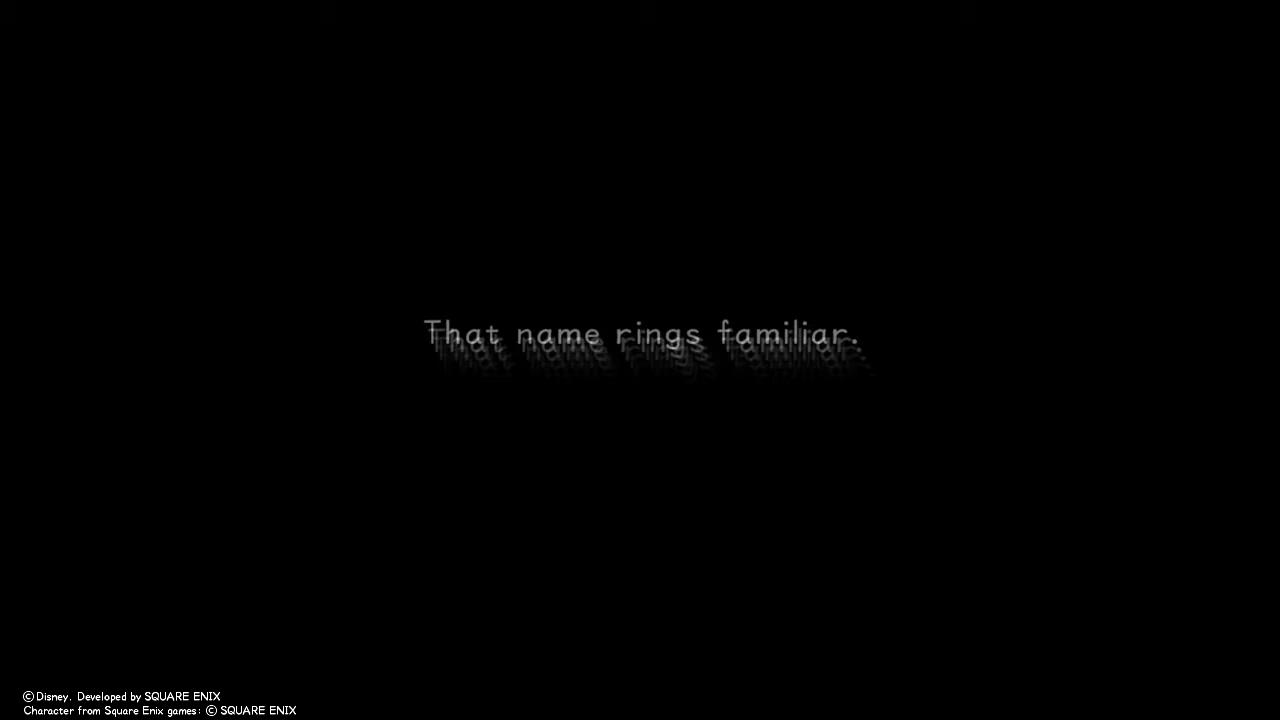 That name rings familiar.
©Disney. Developed by SQUARE ENIX
Character from Square Enix games: © SQUARE ENIX